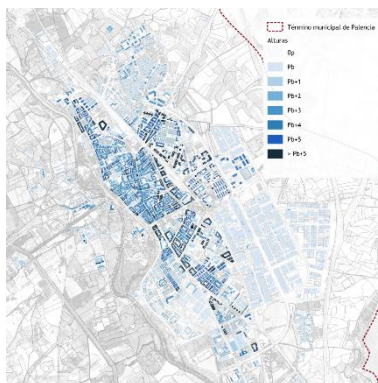 Término municipal de Palencia
Alturas
Bp
Pb
Pb+1
Pb+2
Pb+3
Pb+4
Pb+5
> Pb+5